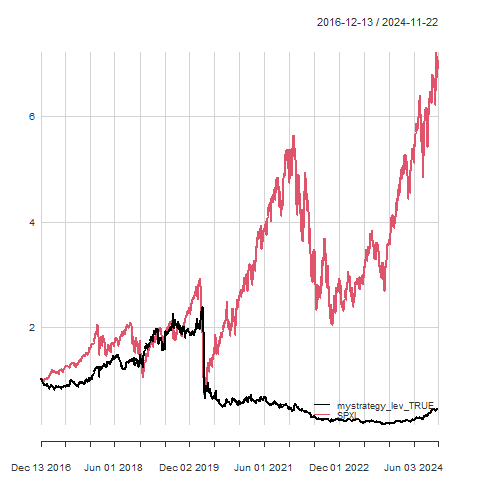 2016-12-13 / 2024-11-22
6
4
2
mystrategy_lev_TRUE
SPXL
Dec 13 2016 Jun 01 2018 Dec 02 2019 Jun 01 2021 Dec 01 2022 Jun 03 2024